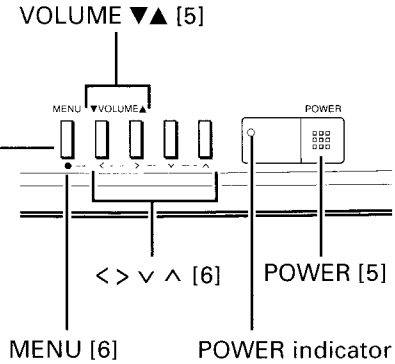 VOLUME ▼▲ [5]
MENU ▼VOLUME▲ POWER
● < > ∨ ∧
< > ∨ ∧ [6]
POWER [5]
MENU [6]
POWER indicator